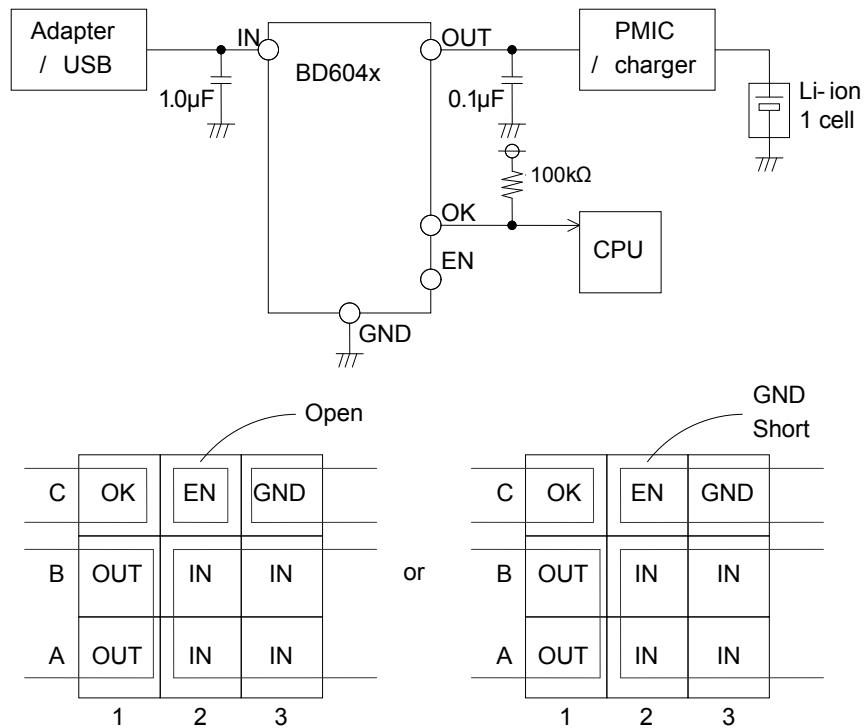 Adapter
/ USB
IN
BD604x
OUT
PMIC
/ charger
1.0µF
0.1µF
Li-ion
1 cell
100kΩ
OK
CPU
EN
GND
Open
GND
Short
C OK EN GND
B OUT IN IN
A OUT IN IN
1 2 3
or
C OK EN GND
B OUT IN IN
A OUT IN IN
1 2 3